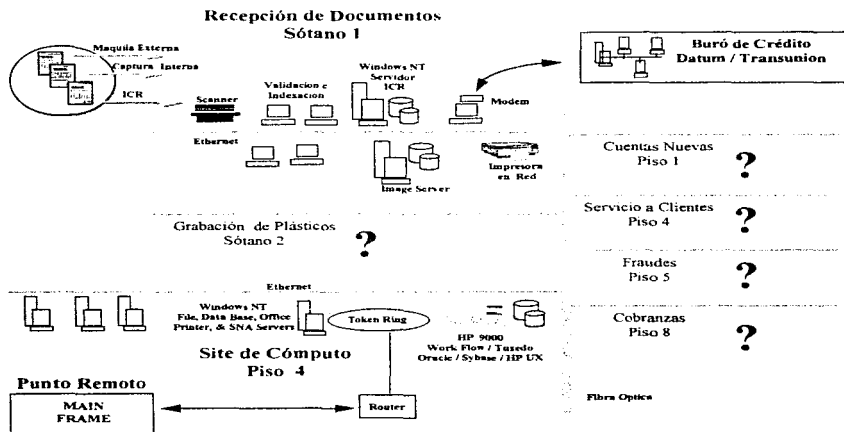 Recepción de Documentos
Sótano 1
Maquila Externa
Captura Interna
ICR
Scanner
Validacion e
Indexacion
Windows NT
Servidor
ICR
Modem
Buró de Crédito
Datum / Transunion
Ethernet
Image Server
Impresora
en Red
Cuentas Nuevas
Piso 1
?
Servicio a Clientes
Piso 4
?
Grabación de Plásticos
Sótano 2
?
Fraudes
Piso 5
?
Ethernet
Windows NT
File, Data Base, Office
Printer, & SNA Servers
Token Ring
HP 9000
Work Flow / Tuxedo
Oracle / Sybase / HP UX
Cobranzas
Piso 8
?
Site de Cómputo
Piso 4
Punto Remoto
MAIN
FRAME
Router
Fibra Optica